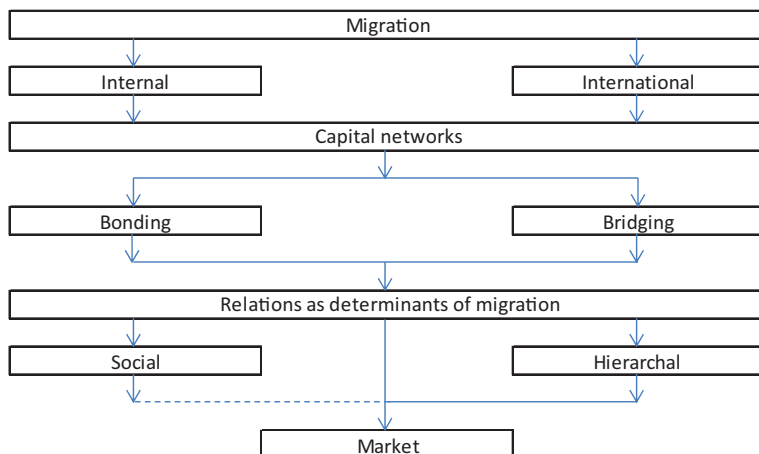 Migration
Internal
International
Capital networks
Bonding
Bridging
Relations as determinants of migration
Social
Hierarchal
Market